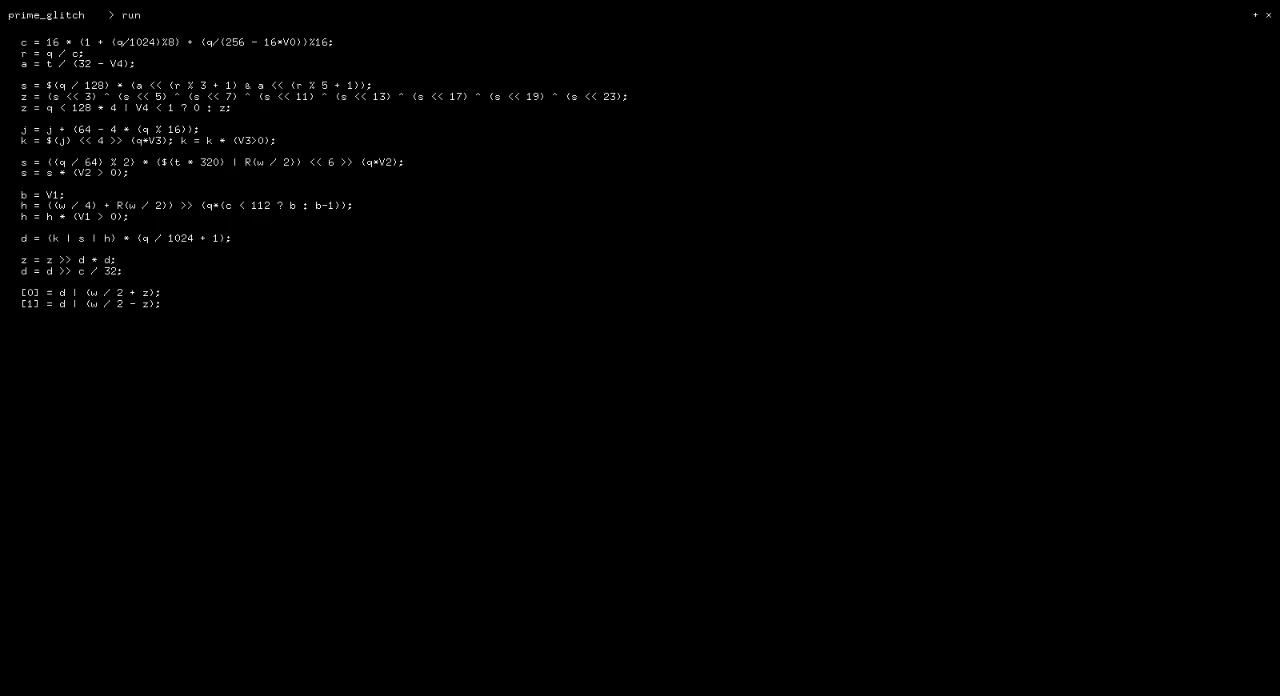 prime_glitch > run + ×
c = 16 * (1 + (q/1024)%8) + (q/(256 - 16*V0))%16;
r = q / c;
a = t / (32 - V4);
s = $(q / 128) * (a << (r % 3 + 1) & a << (r % 5 + 1));
z = (s << 3) ^ (s << 5) ^ (s << 7) ^ (s << 11) ^ (s << 13) ^ (s << 17) ^ (s << 19) ^ (s << 23);
z = q < 128 * 4 | V4 < 1 ? 0 : z;
j = j + (64 - 4 * (q % 16));
k = $(j) << 4 >> (q*V3); k = k * (V3>0);
s = ((q / 64) % 2) * ($(t * 320) | R(w / 2)) << 6 >> (q*V2);
s = s * (V2 > 0);
b = V1;
h = ((w / 4) + R(w / 2)) >> (q*(c < 112 ? b : b-1));
h = h * (V1 > 0);
d = (k | s | h) * (q / 1024 + 1);
z = z >> d * d;
d = d >> c / 32;
[0] = d | (w / 2 + z);
[1] = d | (w / 2 - z);